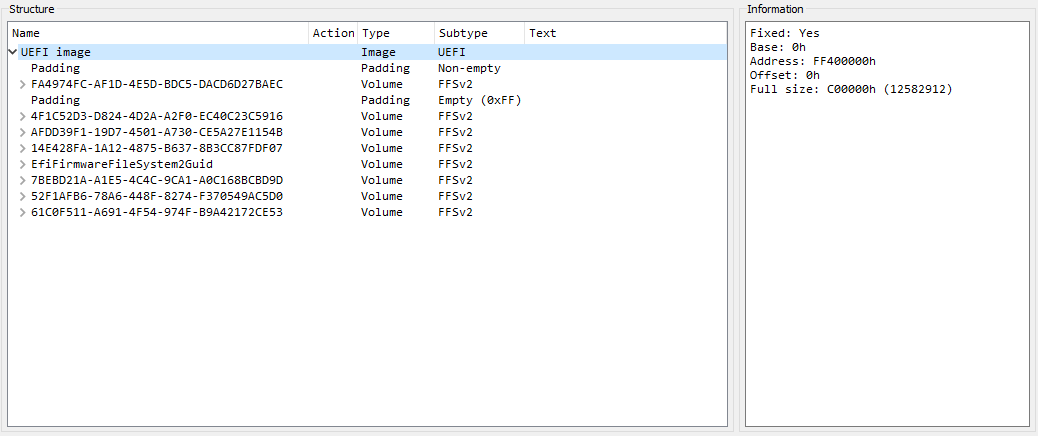 Structure
Name Action Type Subtype Text
UEFI image Image UEFI
Padding Padding Non-empty
FA4974FC-AF1D-4E5D-BDC5-DACD6D27BAEC Volume FFSv2
Padding Padding Empty (0xFF)
4F1C52D3-D824-4D2A-A2F0-EC40C23C5916 Volume FFSv2
AFDD39F1-19D7-4501-A730-CE5A27E1154B Volume FFSv2
14E428FA-1A12-4875-B637-8B3CC87FDF07 Volume FFSv2
EfiFirmwareFileSystem2Guid Volume FFSv2
7BEBD21A-A1E5-4C4C-9CA1-A0C168BCBD9D Volume FFSv2
52F1AFB6-78A6-448F-8274-F370549AC5D0 Volume FFSv2
61C0F511-A691-4F54-974F-B9A42172CE53 Volume FFSv2
Information
Fixed: Yes
Base: 0h
Address: FF400000h
Offset: 0h
Full size: C00000h (12582912)